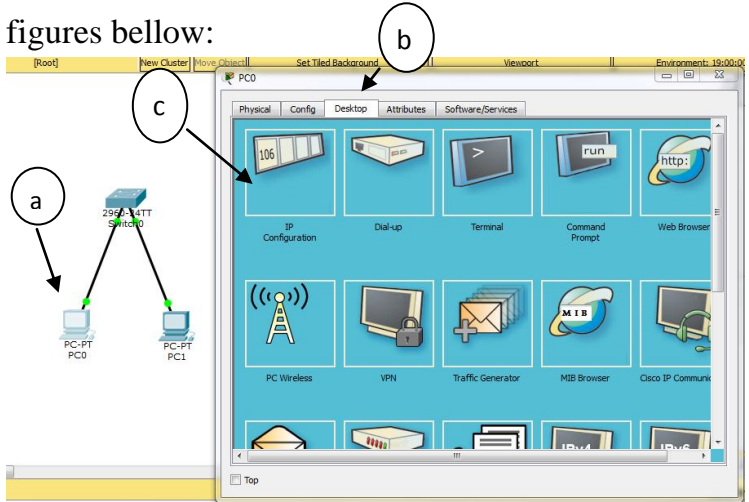 figures bellow:
b
[Root] New Cluster Move Object Set Tiled Background Viewport Environment: 19:00:00
PC0
Physical Config Desktop Attributes Software/Services
c
106
>
run
http:
a
2960-24TT
Switch0
IP
Configuration
Dial-up
Terminal
Command
Prompt
Web Browser
MIB
PC-PT
PC0
PC-PT
PC1
PC Wireless
VPN
Traffic Generator
MIB Browser
Cisco IP Communic
Top